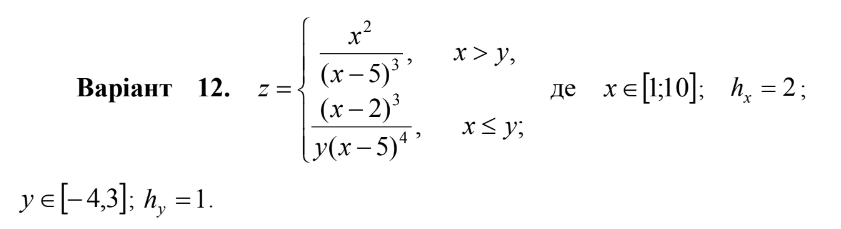 Варіант 12. z = { x² / (x − 5)³, x > y,
(x − 2)³ / y(x − 5)⁴, x ≤ y; де x ∈ [1;10]; hₓ = 2;
y ∈ [− 4,3]; h_y = 1.